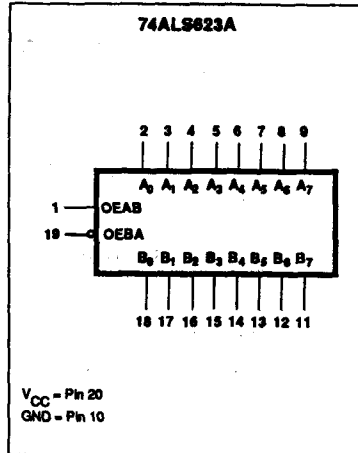 74ALS623A
2 3 4 5 6 7 8 9
A0 A1 A2 A3 A4 A5 A6 A7
1 OEAB
19 OEBA
B0 B1 B2 B3 B4 B5 B6 B7
18 17 16 15 14 13 12 11
VCC = Pin 20
GND = Pin 10